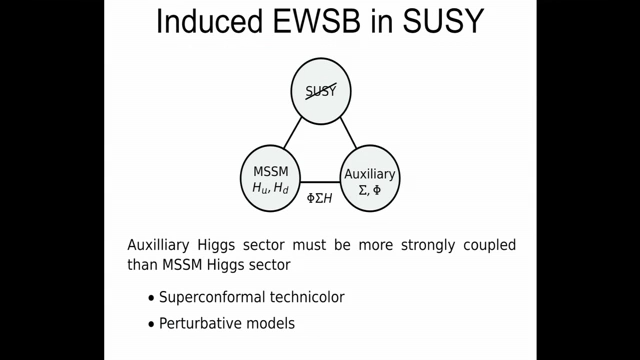 Induced EWSB in SUSY
SUSY
MSSM
H_u, H_d
Auxiliary
Σ, Φ
ΦΣH
Auxilliary Higgs sector must be more strongly coupled
than MSSM Higgs sector
• Superconformal technicolor
• Perturbative models